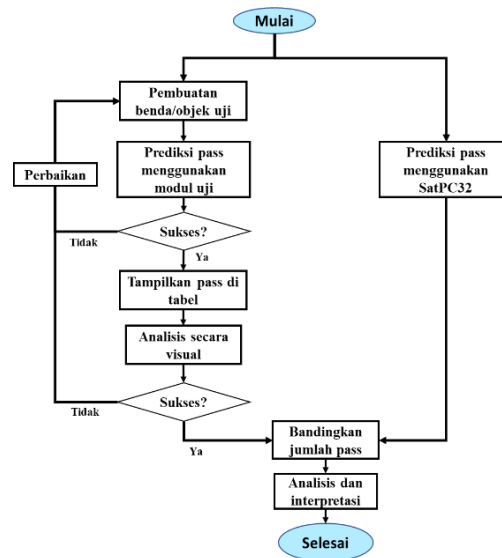 Mulai
Pembuatan
benda/objek uji
Prediksi pass
menggunakan
modul uji
Prediksi pass
menggunakan
SatPC32
Perbaikan
Sukses?
Tidak
Ya
Tampilkan pass di
tabel
Analisis secara
visual
Sukses?
Tidak
Ya
Bandingkan
jumlah pass
Analisis dan
interpretasi
Selesai